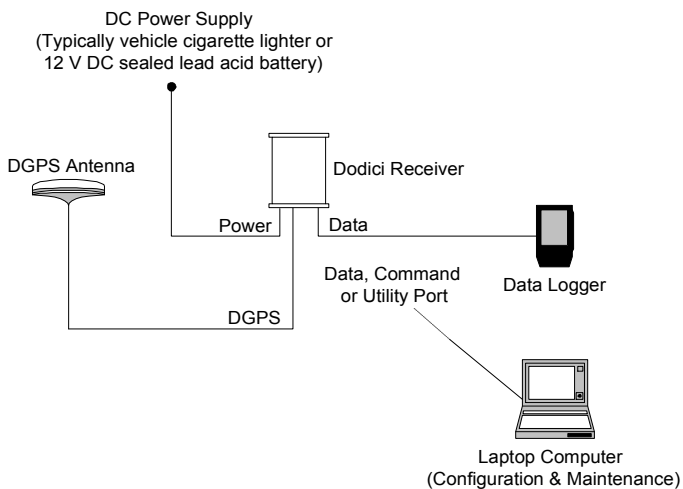 DC Power Supply
(Typically vehicle cigarette lighter or
12 V DC sealed lead acid battery)
DGPS Antenna
Dodici Receiver
Power
Data
DGPS
Data Logger
Data, Command
or Utility Port
Laptop Computer
(Configuration & Maintenance)